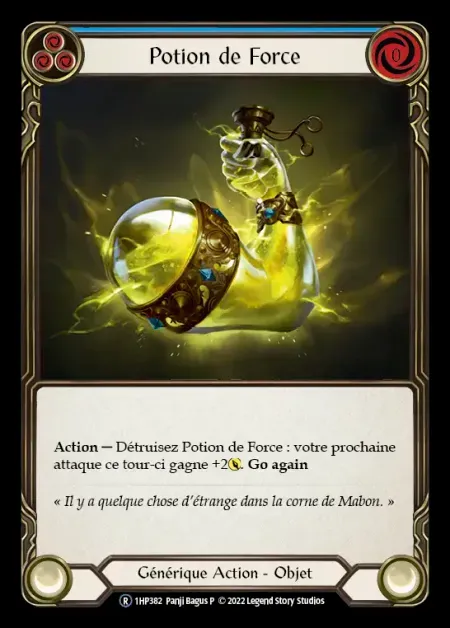 Potion de Force
0
Action — Détruisez Potion de Force : votre prochaine
attaque ce tour-ci gagne +2. Go again
« Il y a quelque chose d'étrange dans la corne de Mabon. »
Générique Action - Objet
R 1HP382 Panji Bagus P © 2022 Legend Story Studios